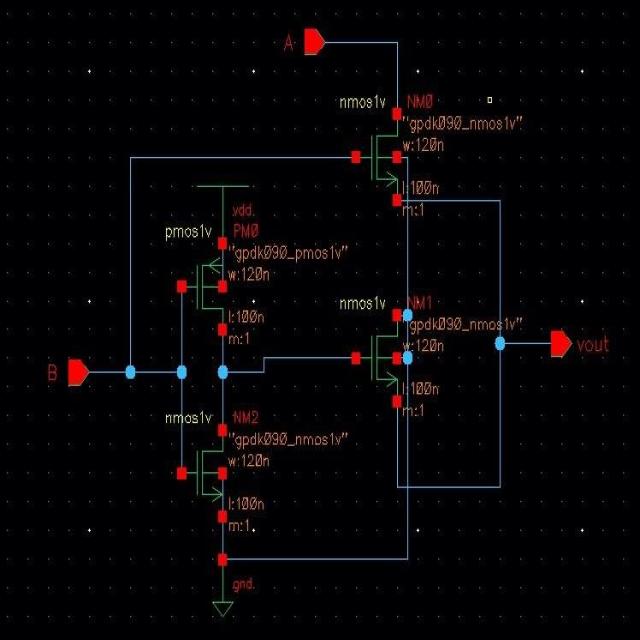 A
nmos1v NM0
"gpdk090_nmos1v"
w:120n
l:100n
m:1
vdd.
pmos1v PM0
"gpdk090_pmos1v"
w:120n
l:100n
m:1
nmos1v NM1
"gpdk090_nmos1v"
w:120n
l:100n
m:1
vout
B
nmos1v NM2
"gpdk090_nmos1v"
w:120n
l:100n
m:1
gnd.